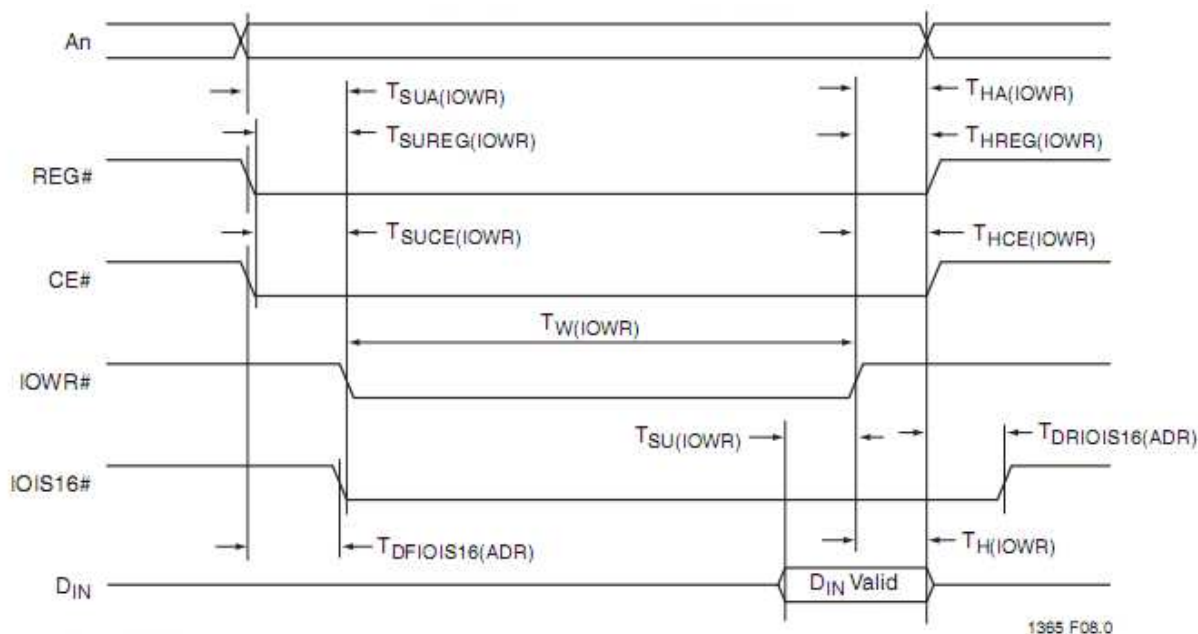 An
TSUA(IOWR)
THA(IOWR)
TSUREG(IOWR)
THREG(IOWR)
REG#
TSUCE(IOWR)
THCE(IOWR)
CE#
TW(IOWR)
IOWR#
TSU(IOWR)
TDRIOIS16(ADR)
IOIS16#
TDFIOIS16(ADR)
TH(IOWR)
DIN
DIN Valid
1365 F08.0